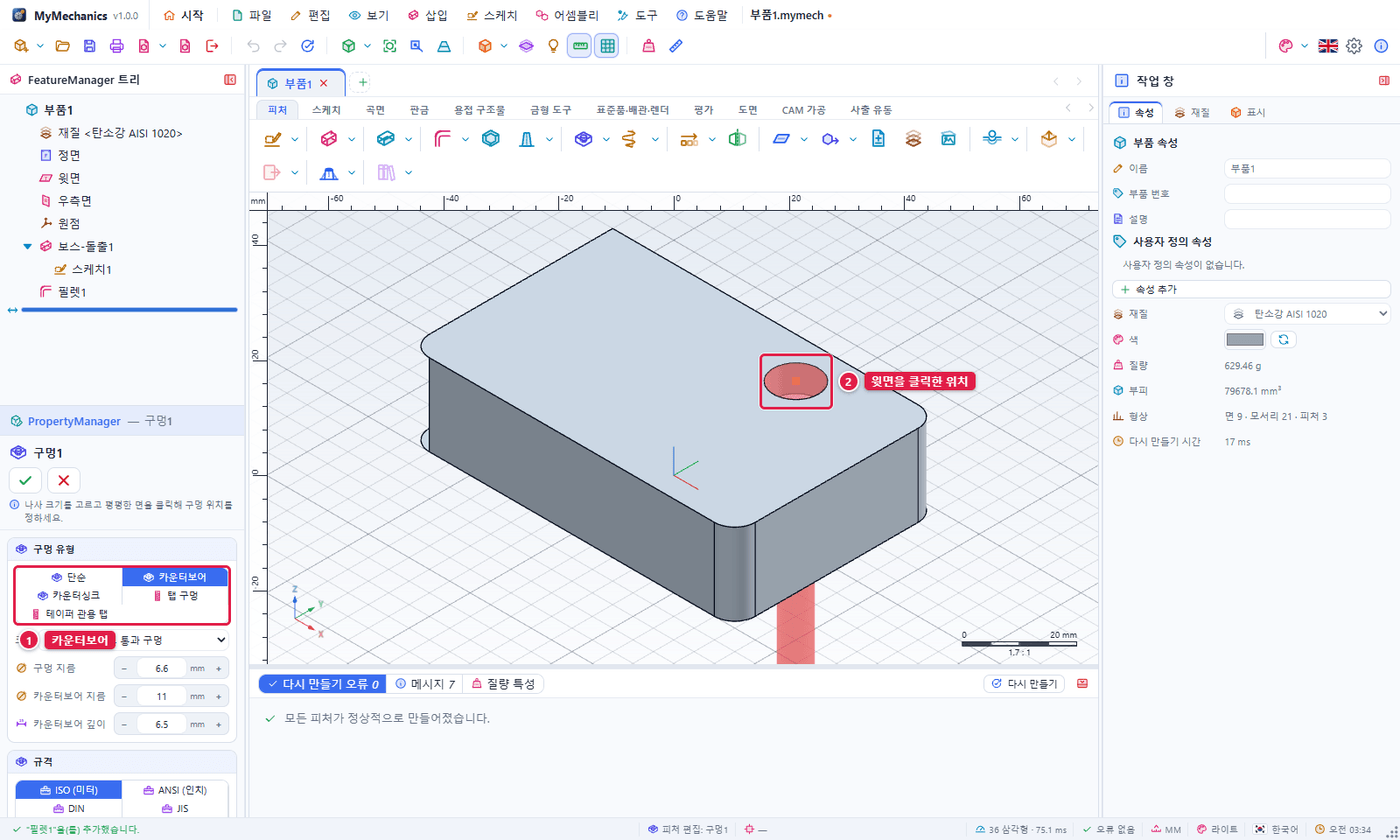 MyMechanics v1.0.0 시작 파일 편집 보기 삽입 스케치 어셈블리 도구 도움말 부품1.mymech •
FeatureManager 트리
부품1
재질 <탄소강 AISI 1020>
정면
윗면
우측면
원점
보스-돌출1
스케치1
필렛1
PropertyManager — 구멍1
구멍1
나사 크기를 고르고 평평한 면을 클릭해 구멍 위치를
정하세요.
구멍 유형
단순 카운터보어
카운터싱크 탭 구멍
테이퍼 관용 탭
1 카운터보어 통과 구멍
구멍 지름 − 6.6 mm +
카운터보어 지름 − 11 mm +
카운터보어 깊이 − 6.5 mm +
규격
ISO (미터) ANSI (인치)
DIN JIS
부품1
피처 스케치 곡면 판금 용접 구조물 금형 도구 표준품·배관·렌더 평가 도면 CAM 가공 사출 유동
mm -60 -40 -20 0 20 40 60
40
20
0
20
2 윗면을 클릭한 위치
Z
Y
X
0 20 mm
1.7 : 1
다시 만들기 오류 0 메시지 7 질량 특성 다시 만들기
모든 피처가 정상적으로 만들어졌습니다.
작업 창
속성 재질 표시
부품 속성
이름 부품1
부품 번호
설명
사용자 정의 속성
사용자 정의 속성이 없습니다.
+ 속성 추가
재질 탄소강 AISI 1020
색
질량 629.46 g
부피 79678.1 mm³
형상 면 9 · 모서리 21 · 피처 3
다시 만들기 시간 17 ms
"필렛1"을(를) 추가했습니다. 피처 편집: 구멍1 — 36 삼각형 · 75.1 ms 오류 없음 MM 라이트 한국어 오전 03:34